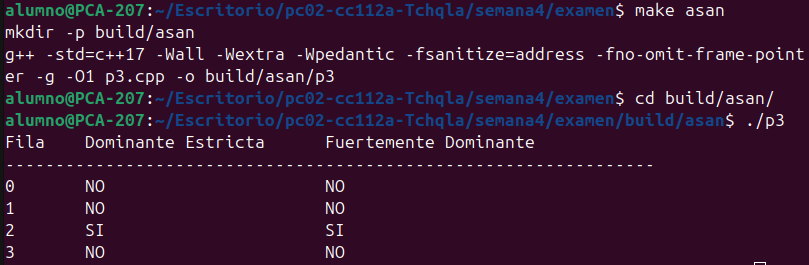 alumno@PCA-207:~/Escritorio/pc02-cc112a-Tchqla/semana4/examen$ make asan
mkdir -p build/asan
g++ -std=c++17 -Wall -Wextra -Wpedantic -fsanitize=address -fno-omit-frame-point
er -g -O1 p3.cpp -o build/asan/p3
alumno@PCA-207:~/Escritorio/pc02-cc112a-Tchqla/semana4/examen$ cd build/asan/
alumno@PCA-207:~/Escritorio/pc02-cc112a-Tchqla/semana4/examen/build/asan$ ./p3
Fila    Dominante Estricta      Fuertemente Dominante
-----------------------------------------------------------------
0       NO                      NO
1       NO                      NO
2       SI                      SI
3       NO                      NO